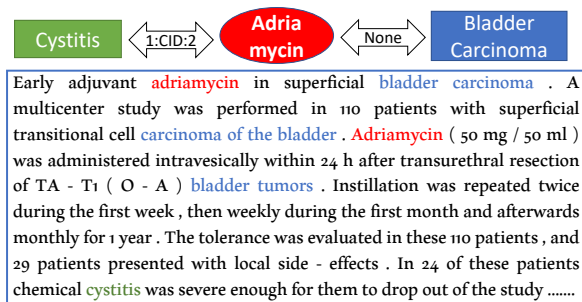 Cystitis
1:CID:2
Adria
mycin
None
Bladder
Carcinoma
Early adjuvant adriamycin in superficial bladder carcinoma . A
multicenter study was performed in 110 patients with superficial
transitional cell carcinoma of the bladder . Adriamycin ( 50 mg / 50 ml )
was administered intravesically within 24 h after transurethral resection
of TA - T1 ( O - A ) bladder tumors . Instillation was repeated twice
during the first week , then weekly during the first month and afterwards
monthly for 1 year . The tolerance was evaluated in these 110 patients , and
29 patients presented with local side - effects . In 24 of these patients
chemical cystitis was severe enough for them to drop out of the study .......